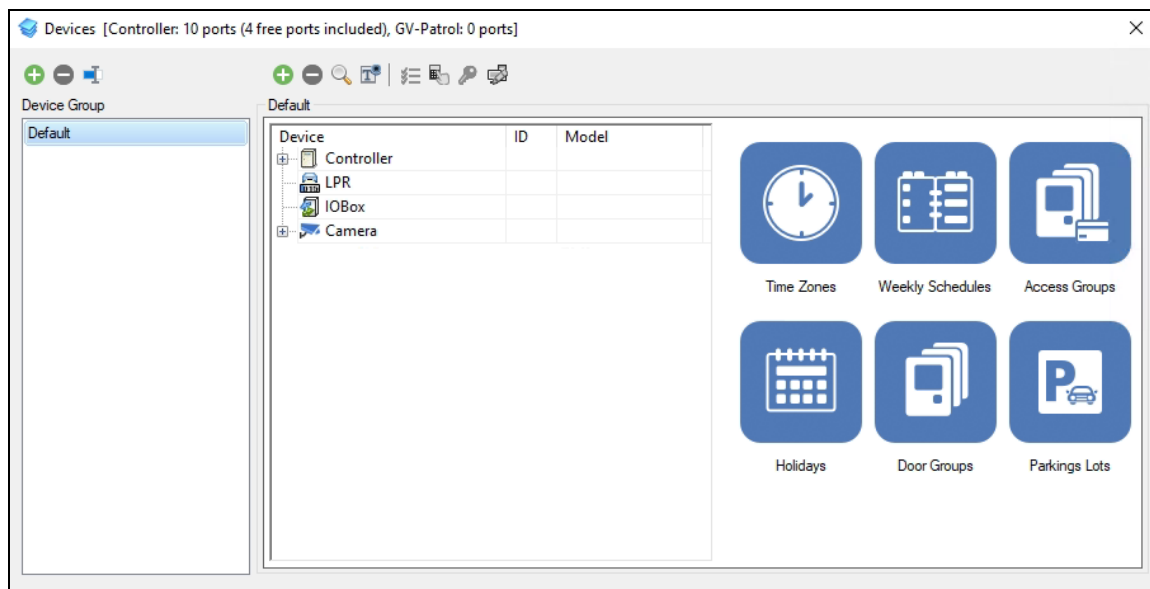 Devices [Controller: 10 ports (4 free ports included), GV-Patrol: 0 ports]
Device Group
Default
Default
Device ID Model
Controller
LPR
IOBox
Camera
Time Zones Weekly Schedules Access Groups
Holidays Door Groups Parkings Lots